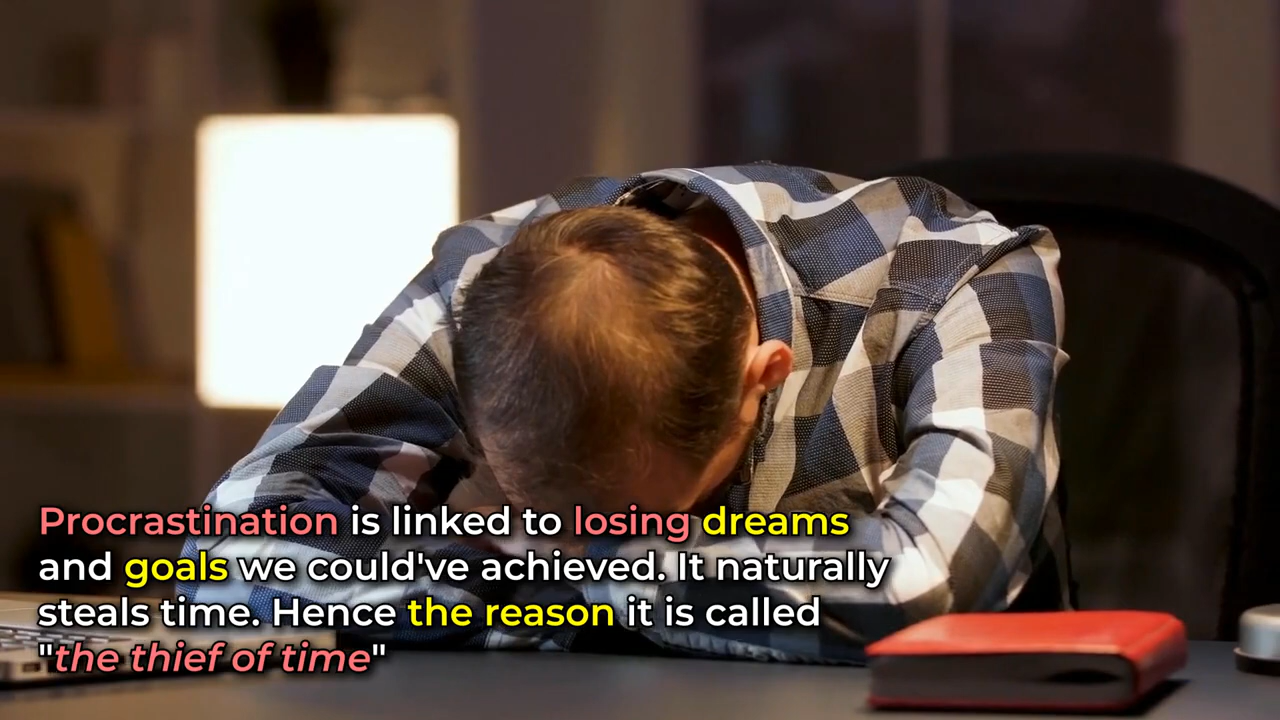 Procrastination is linked to losing dreams
and goals we could've achieved. It naturally
steals time. Hence the reason it is called
"the thief of time"